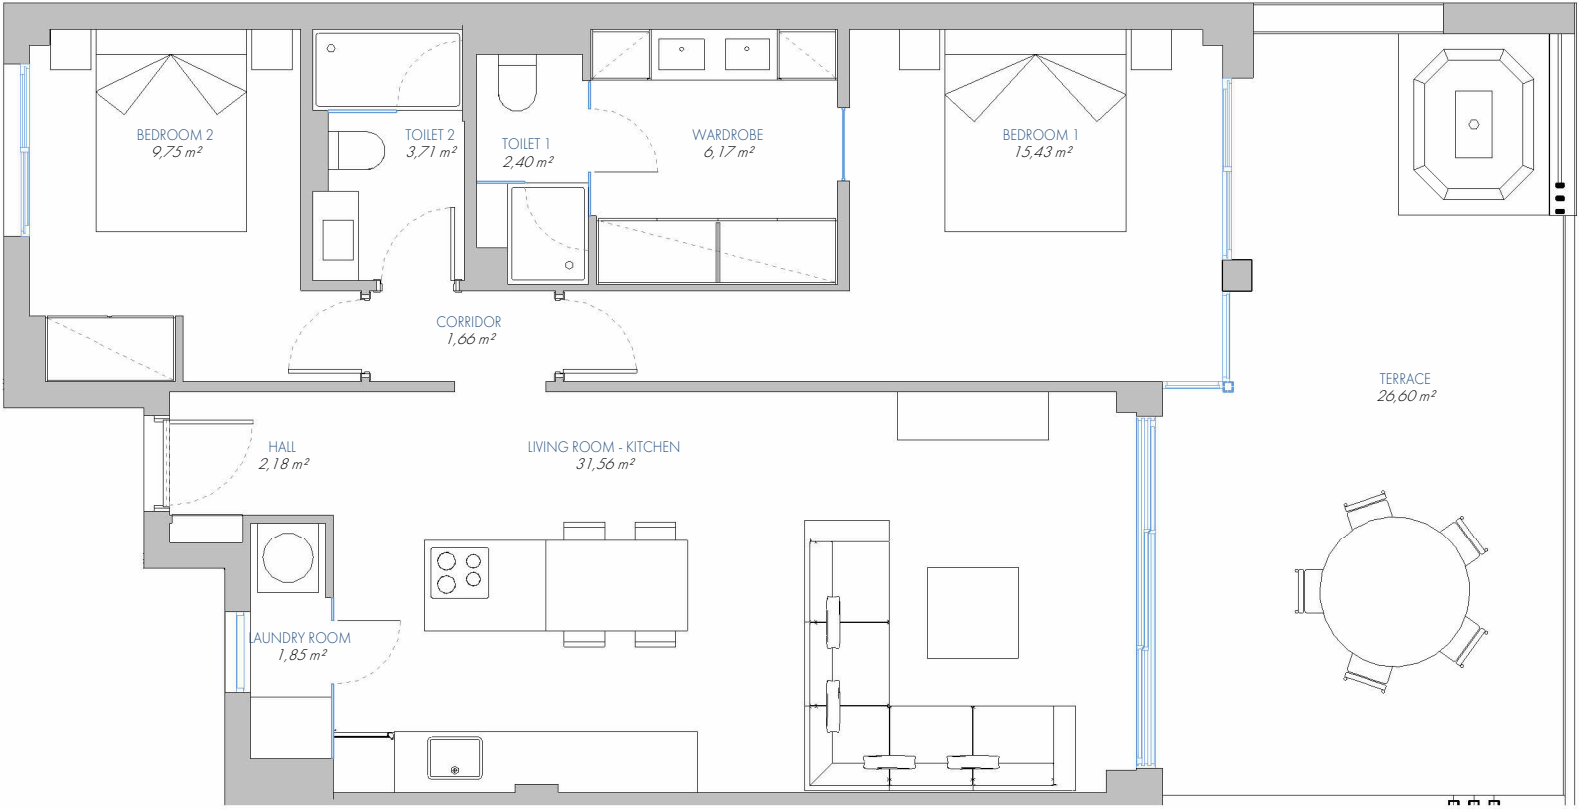 BEDROOM 2
9,75 m²
TOILET 2
3,71 m²
TOILET 1
2,40 m²
WARDROBE
6,17 m²
BEDROOM 1
15,43 m²
CORRIDOR
1,66 m²
TERRACE
26,60 m²
HALL
2,18 m²
LIVING ROOM - KITCHEN
31,56 m²
LAUNDRY ROOM
1,85 m²